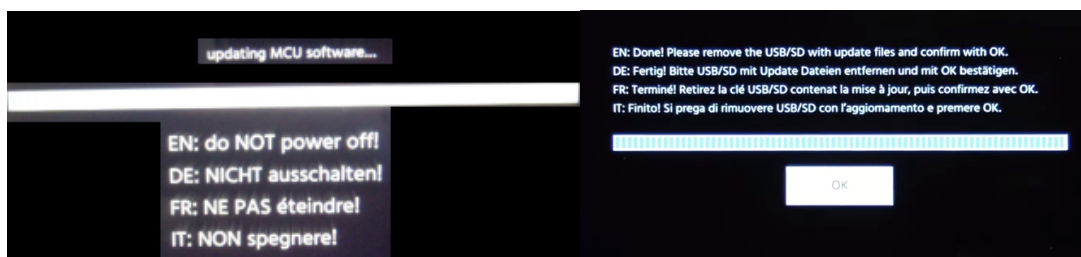 updating MCU software...
EN: do NOT power off!
DE: NICHT ausschalten!
FR: NE PAS éteindre!
IT: NON spegnere!
EN: Done! Please remove the USB/SD with update files and confirm with OK.
DE: Fertig! Bitte USB/SD mit Update Dateien entfernen und mit OK bestätigen.
FR: Terminé! Retirez la clé USB/SD contenat la mise à jour, puis confirmez avec OK.
IT: Finito! Si prega di rimuovere USB/SD con l'aggiornamento e premere OK.
OK